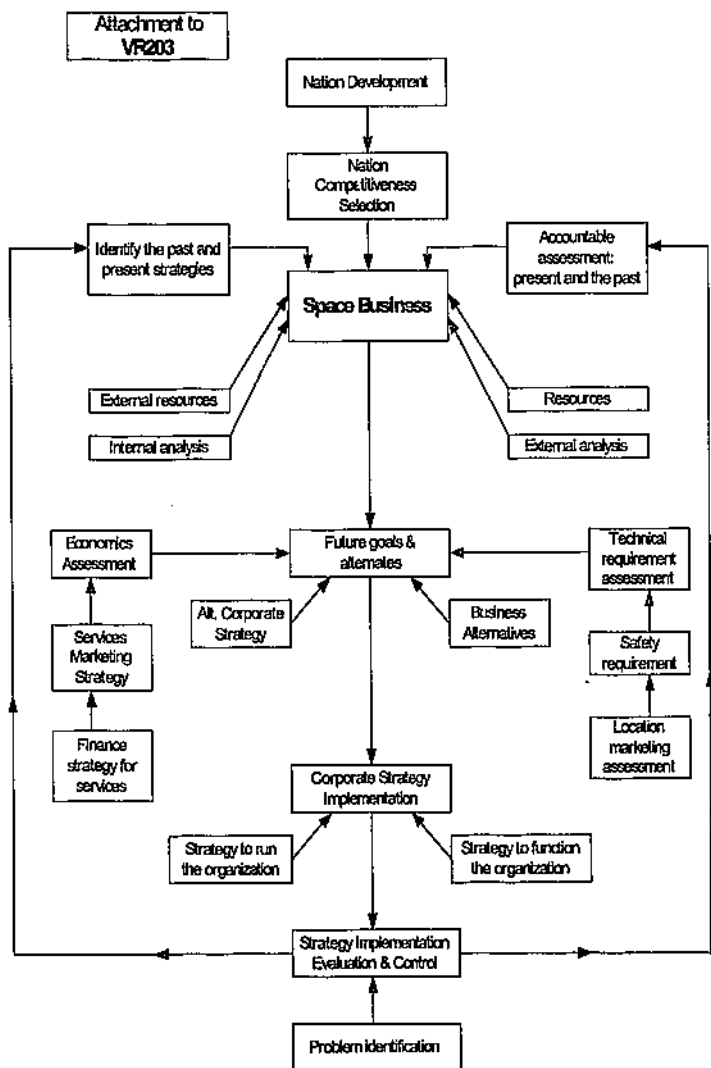 Attachment to
VR203
Nation Development
Nation
Competitiveness
Selection
Identify the past and
present strategies
Accountable
assessment:
present and the past
Space Business
External resources
Resources
Internal analysis
External analysis
Economics
Assessment
Future goals &
alternates
Technical
requirement
assessment
Alt, Corporate
Strategy
Business
Alternatives
Services
Marketing
Strategy
Safety
requirement
Finance
strategy for
services
Location
marketing
assessment
Corporate Strategy
Implementation
Strategy to run
the organization
Strategy to function
the organization
Strategy Implementation
Evaluation & Control
Problem identification